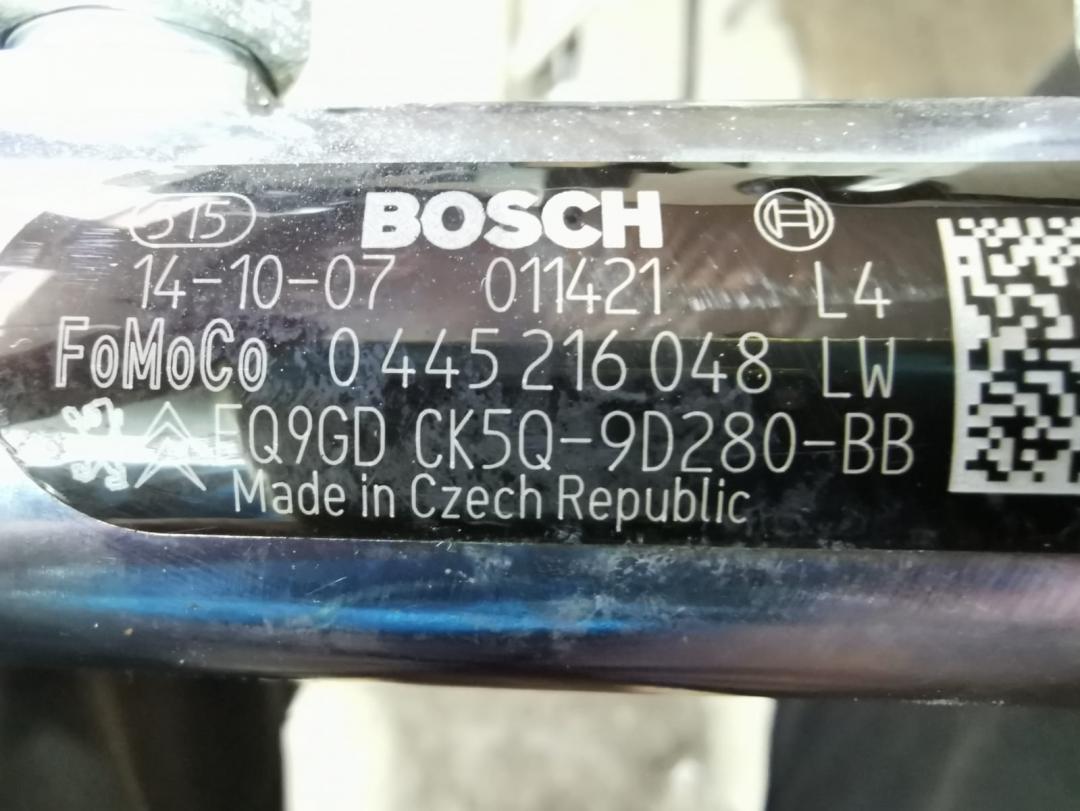 515 BOSCH
14-10-07 011421 L4
FoMoCo 0 445 216 048 LW
EQ9GD CK5Q-9D280-BB
Made in Czech Republic